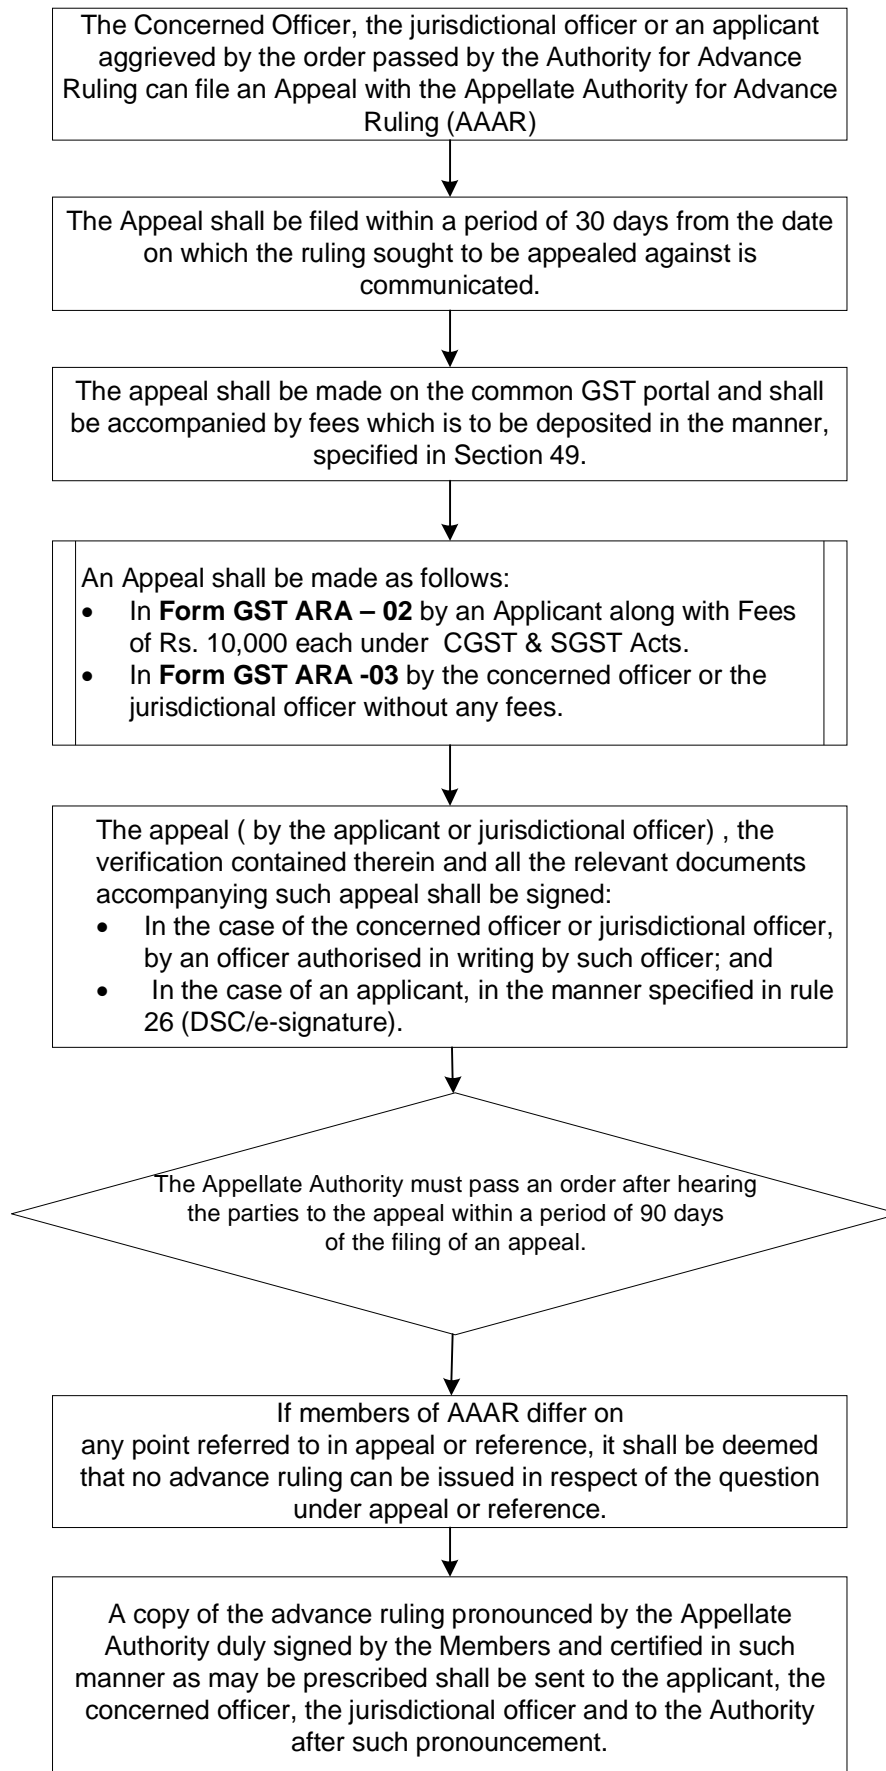 The Concerned Officer, the jurisdictional officer or an applicant
aggrieved by the order passed by the Authority for Advance
Ruling can file an Appeal with the Appellate Authority for Advance
Ruling (AAAR)
The Appeal shall be filed within a period of 30 days from the date
on which the ruling sought to be appealed against is
communicated.
The appeal shall be made on the common GST portal and shall
be accompanied by fees which is to be deposited in the manner,
specified in Section 49.
An Appeal shall be made as follows:
• In Form GST ARA – 02 by an Applicant along with Fees
of Rs. 10,000 each under CGST & SGST Acts.
• In Form GST ARA -03 by the concerned officer or the
jurisdictional officer without any fees.
The appeal ( by the applicant or jurisdictional officer) , the
verification contained therein and all the relevant documents
accompanying such appeal shall be signed:
• In the case of the concerned officer or jurisdictional officer,
by an officer authorised in writing by such officer; and
• In the case of an applicant, in the manner specified in rule
26 (DSC/e-signature).
The Appellate Authority must pass an order after hearing
the parties to the appeal within a period of 90 days
of the filing of an appeal.
If members of AAAR differ on
any point referred to in appeal or reference, it shall be deemed
that no advance ruling can be issued in respect of the question
under appeal or reference.
A copy of the advance ruling pronounced by the Appellate
Authority duly signed by the Members and certified in such
manner as may be prescribed shall be sent to the applicant, the
concerned officer, the jurisdictional officer and to the Authority
after such pronouncement.